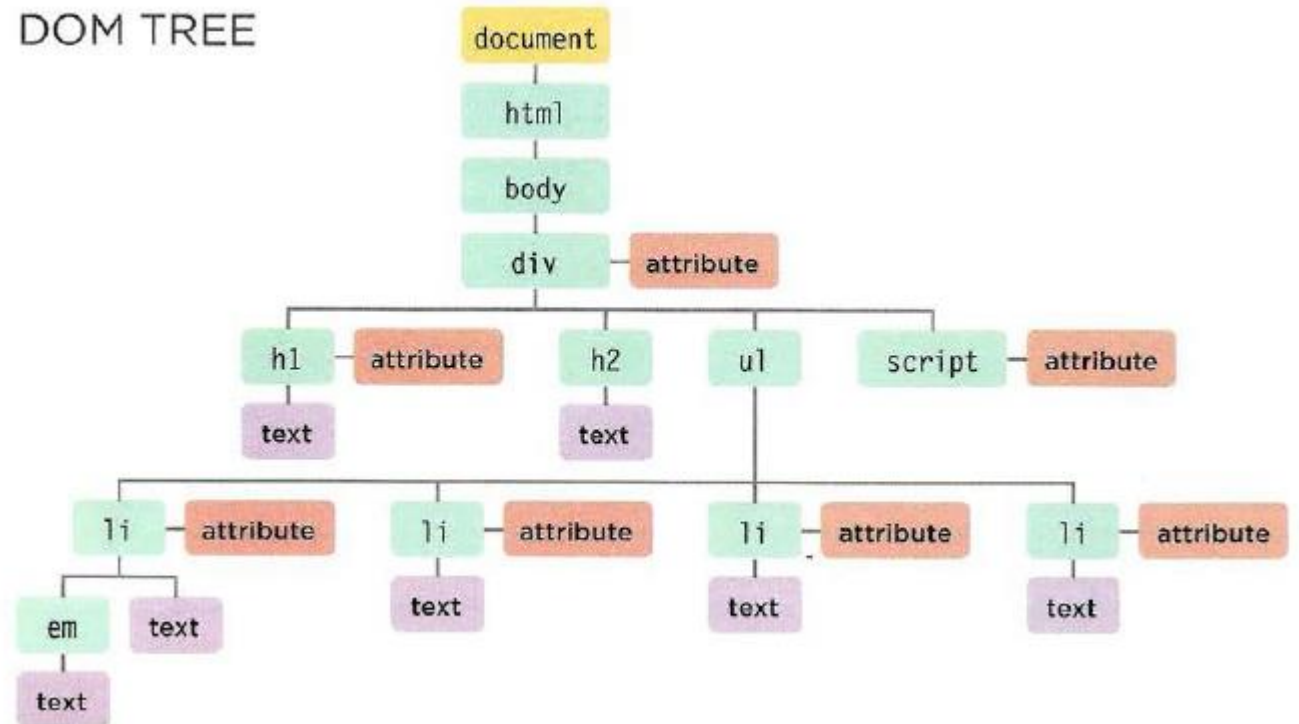 DOM TREE
document
html
body
div
attribute
h1
attribute
h2
ul
script
attribute
text
text
li
attribute
li
attribute
li
attribute
li
attribute
em
text
text
text
text
text